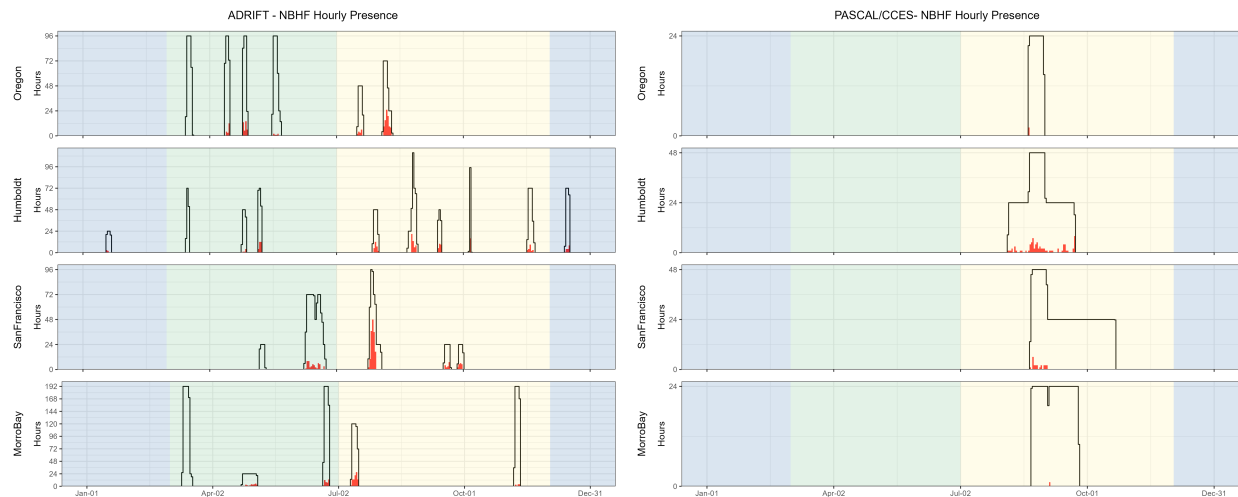 ADRIFT - NBHF Hourly Presence
Oregon
Hours
96
72
48
24
0
Humboldt
Hours
96
72
48
24
0
SanFrancisco
Hours
96
72
48
24
0
MorroBay
Hours
192
168
144
120
96
72
48
24
0
Jan-01 Apr-02 Jul-02 Oct-01 Dec-31
PASCAL/CCES- NBHF Hourly Presence
Oregon
Hours
24
0
Humboldt
Hours
48
24
0
SanFrancisco
Hours
48
24
0
MorroBay
Hours
24
0
Jan-01 Apr-02 Jul-02 Oct-01 Dec-31